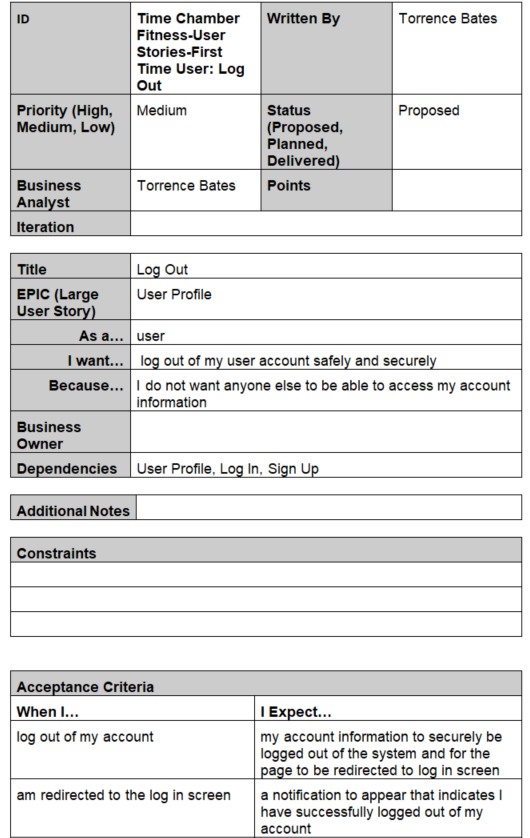 ID
Time Chamber
Fitness-User
Stories-First
Time User: Log
Out
Written By
Torrence Bates
Priority (High,
Medium, Low)
Medium
Status
(Proposed,
Planned,
Delivered)
Proposed
Business
Analyst
Torrence Bates
Points
Iteration
Title
Log Out
EPIC (Large
User Story)
User Profile
As a…
user
I want…
log out of my user account safely and securely
Because…
I do not want anyone else to be able to access my account
information
Business
Owner
Dependencies
User Profile, Log In, Sign Up
Additional Notes
Constraints
Acceptance Criteria
When I…
I Expect…
log out of my account
my account information to securely be
logged out of the system and for the
page to be redirected to log in screen
am redirected to the log in screen
a notification to appear that indicates I
have successfully logged out of my
account